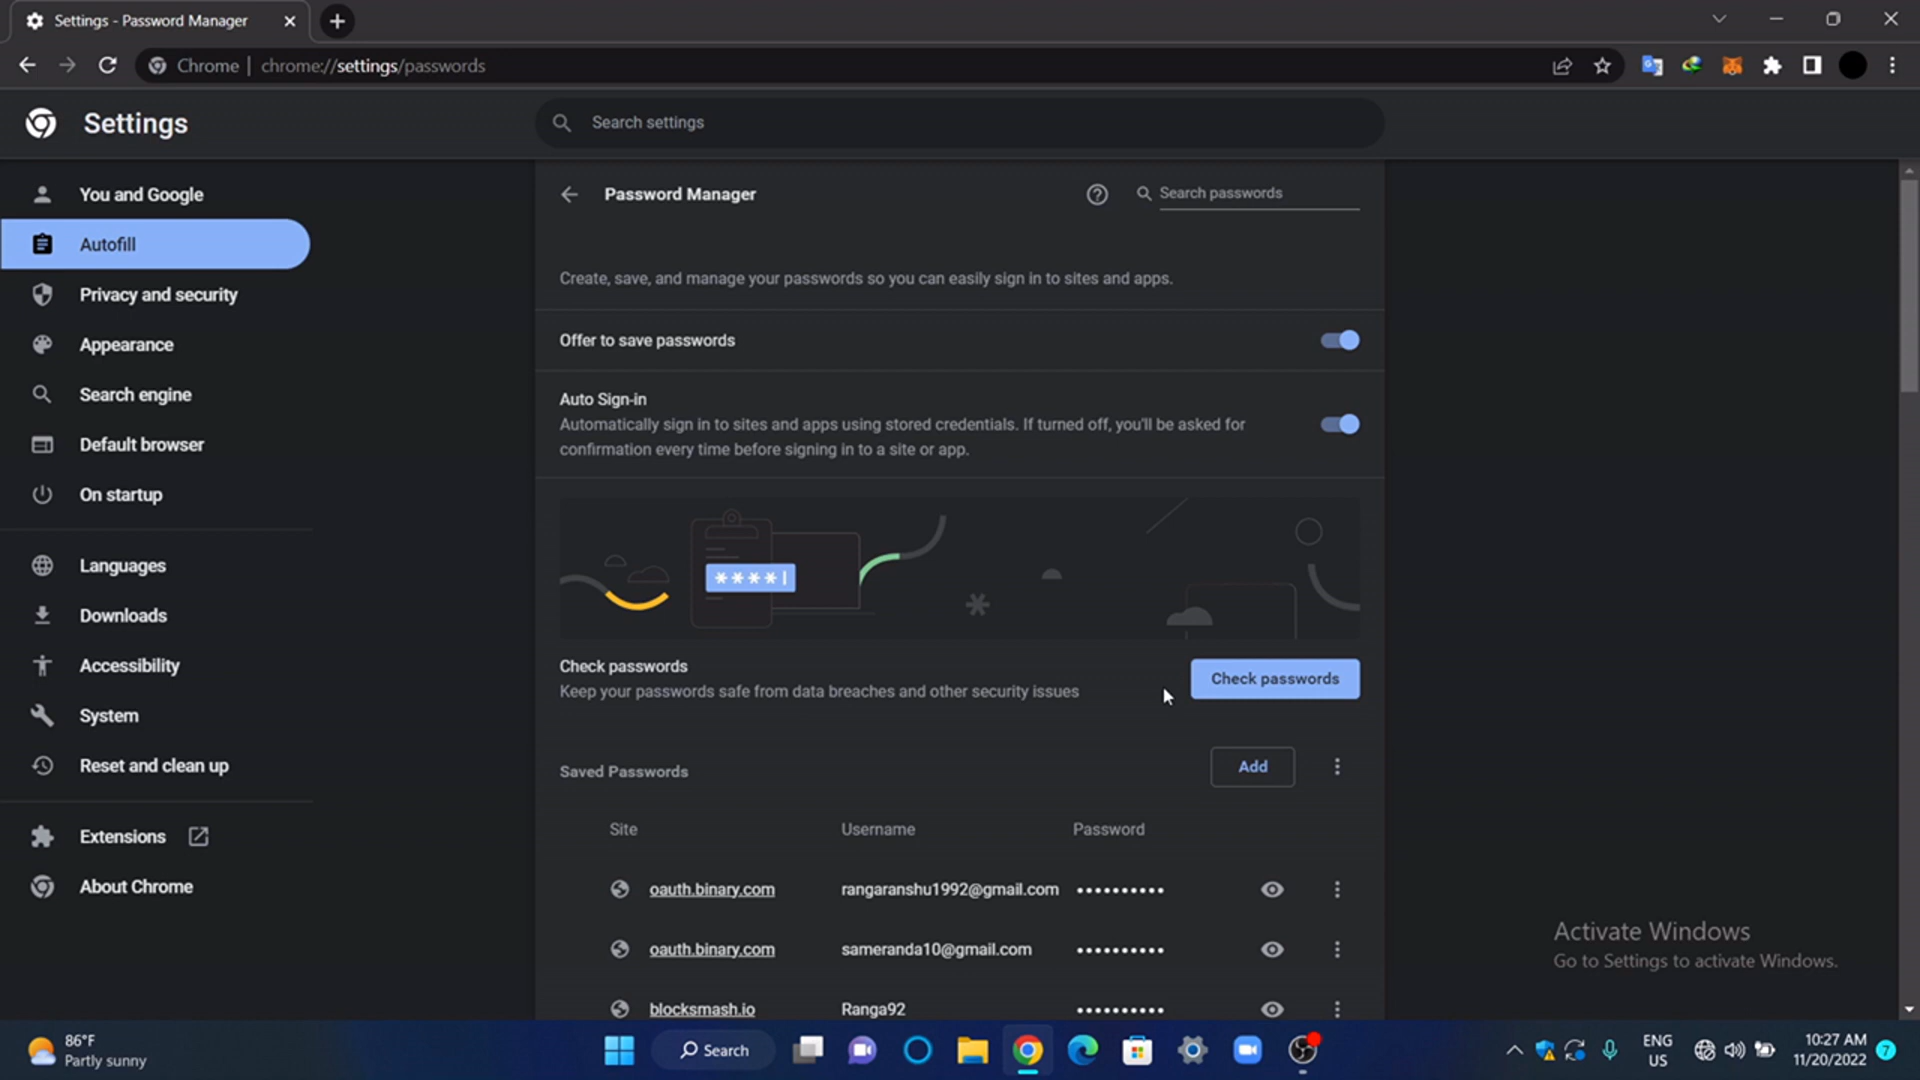 Settings - Password Manager
Chrome | chrome://settings/passwords
Settings
Search settings
You and Google
Autofill
Privacy and security
Appearance
Search engine
Default browser
On startup
Languages
Downloads
Accessibility
System
Reset and clean up
Extensions
About Chrome
Password Manager
Search passwords
Create, save, and manage your passwords so you can easily sign in to sites and apps.
Offer to save passwords
Auto Sign-in
Automatically sign in to sites and apps using stored credentials. If turned off, you'll be asked for
confirmation every time before signing in to a site or app.
****|
Check passwords
Keep your passwords safe from data breaches and other security issues
Check passwords
Saved Passwords
Add
Site Username Password
oauth.binary.com rangaranshu1992@gmail.com ••••••••••
oauth.binary.com sameranda10@gmail.com ••••••••••
blocksmash.io Ranga92 ••••••••••
Activate Windows
Go to Settings to activate Windows.
86°F
Partly sunny
Search
ENG
US
10:27 AM
11/20/2022
7